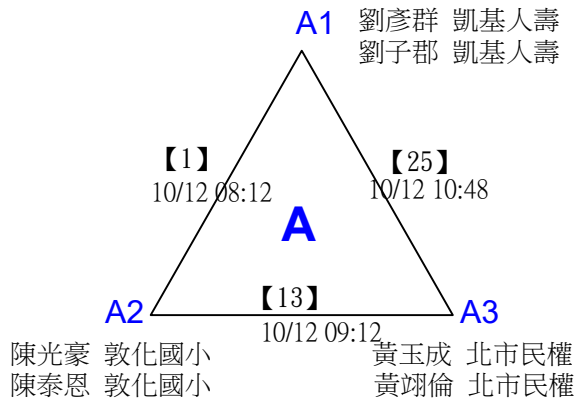 A1
劉彥群 凱基人壽
劉子郡 凱基人壽
【1】
10/12 08:12
【25】
10/12 10:48
A
【13】
10/12 09:12
A2
陳光豪 敦化國小
陳泰恩 敦化國小
A3
黃玉成 北市民權
黃翊倫 北市民權